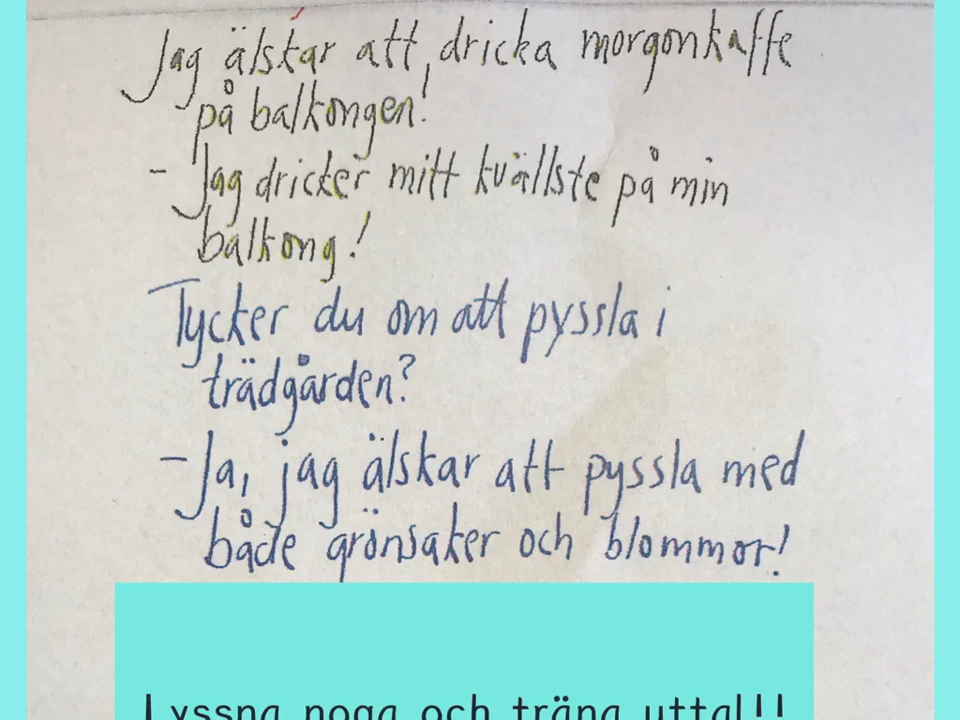 Jag älskar att dricka morgonkaffe
på balkongen!
- Jag dricker mitt kvällste på min
balkong!
Tycker du om att pyssla i
trädgården?
- Ja, jag älskar att pyssla med
både grönsaker och blommor!
Lyssna noga och träna uttal!!